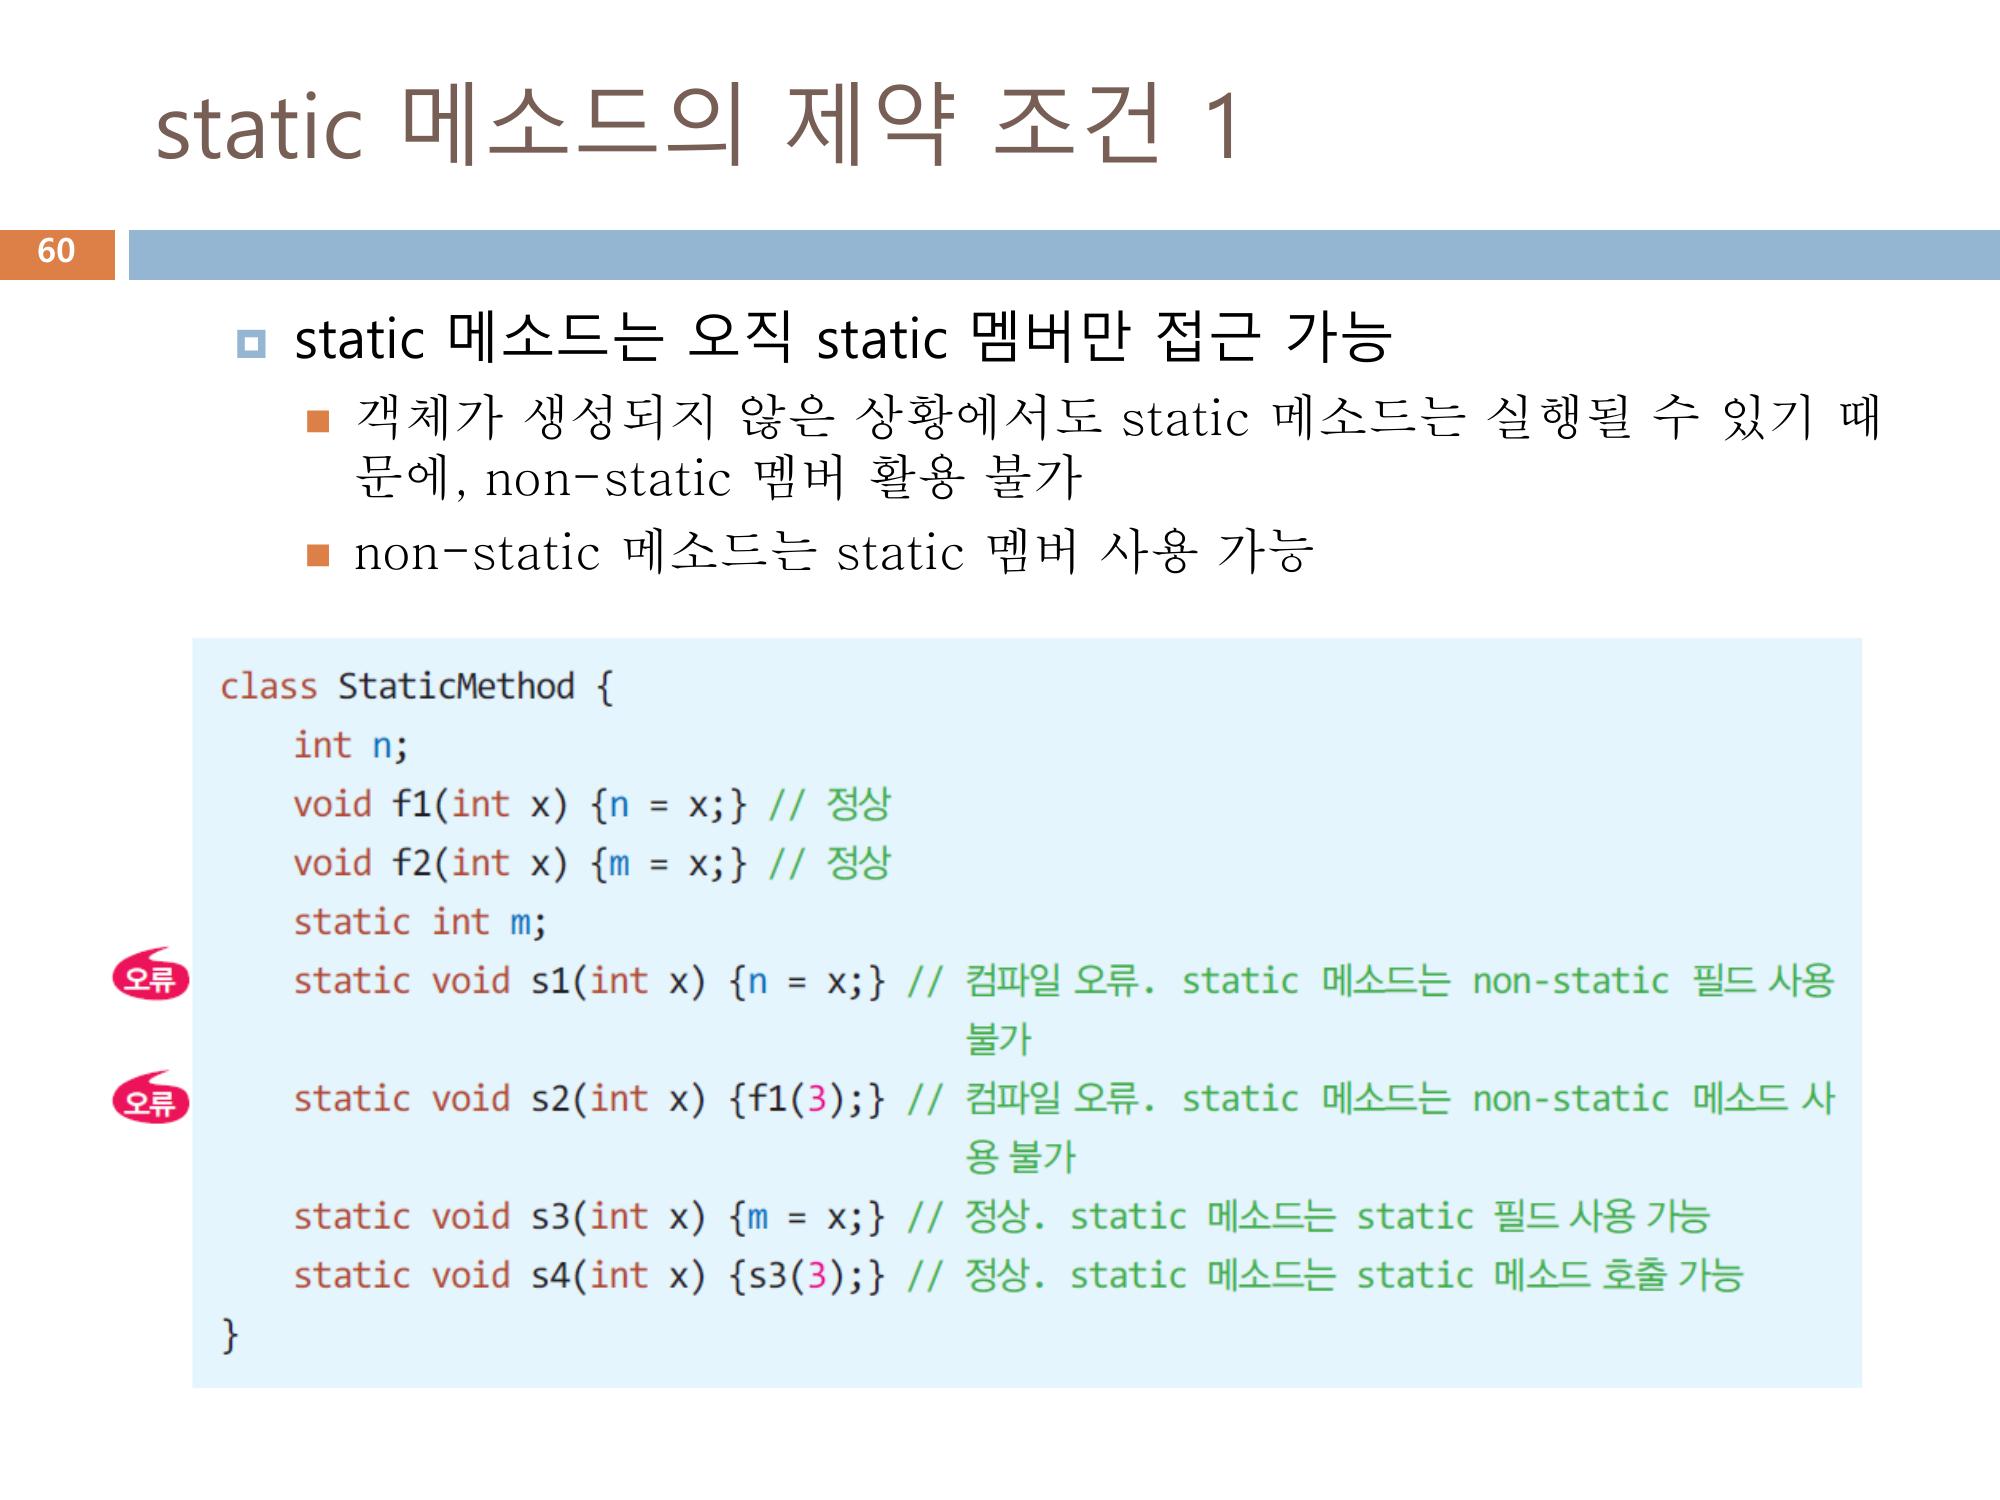 static 메소드의 제약 조건 1
60
static 메소드는 오직 static 멤버만 접근 가능
객체가 생성되지 않은 상황에서도 static 메소드는 실행될 수 있기 때
문에, non-static 멤버 활용 불가
non-static 메소드는 static 멤버 사용 가능
class StaticMethod {
int n;
void f1(int x) {n = x;} // 정상
void f2(int x) {m = x;} // 정상
static int m;
오류 static void s1(int x) {n = x;} // 컴파일 오류. static 메소드는 non-static 필드 사용
불가
오류 static void s2(int x) {f1(3);} // 컴파일 오류. static 메소드는 non-static 메소드 사
용 불가
static void s3(int x) {m = x;} // 정상. static 메소드는 static 필드 사용 가능
static void s4(int x) {s3(3);} // 정상. static 메소드는 static 메소드 호출 가능
}